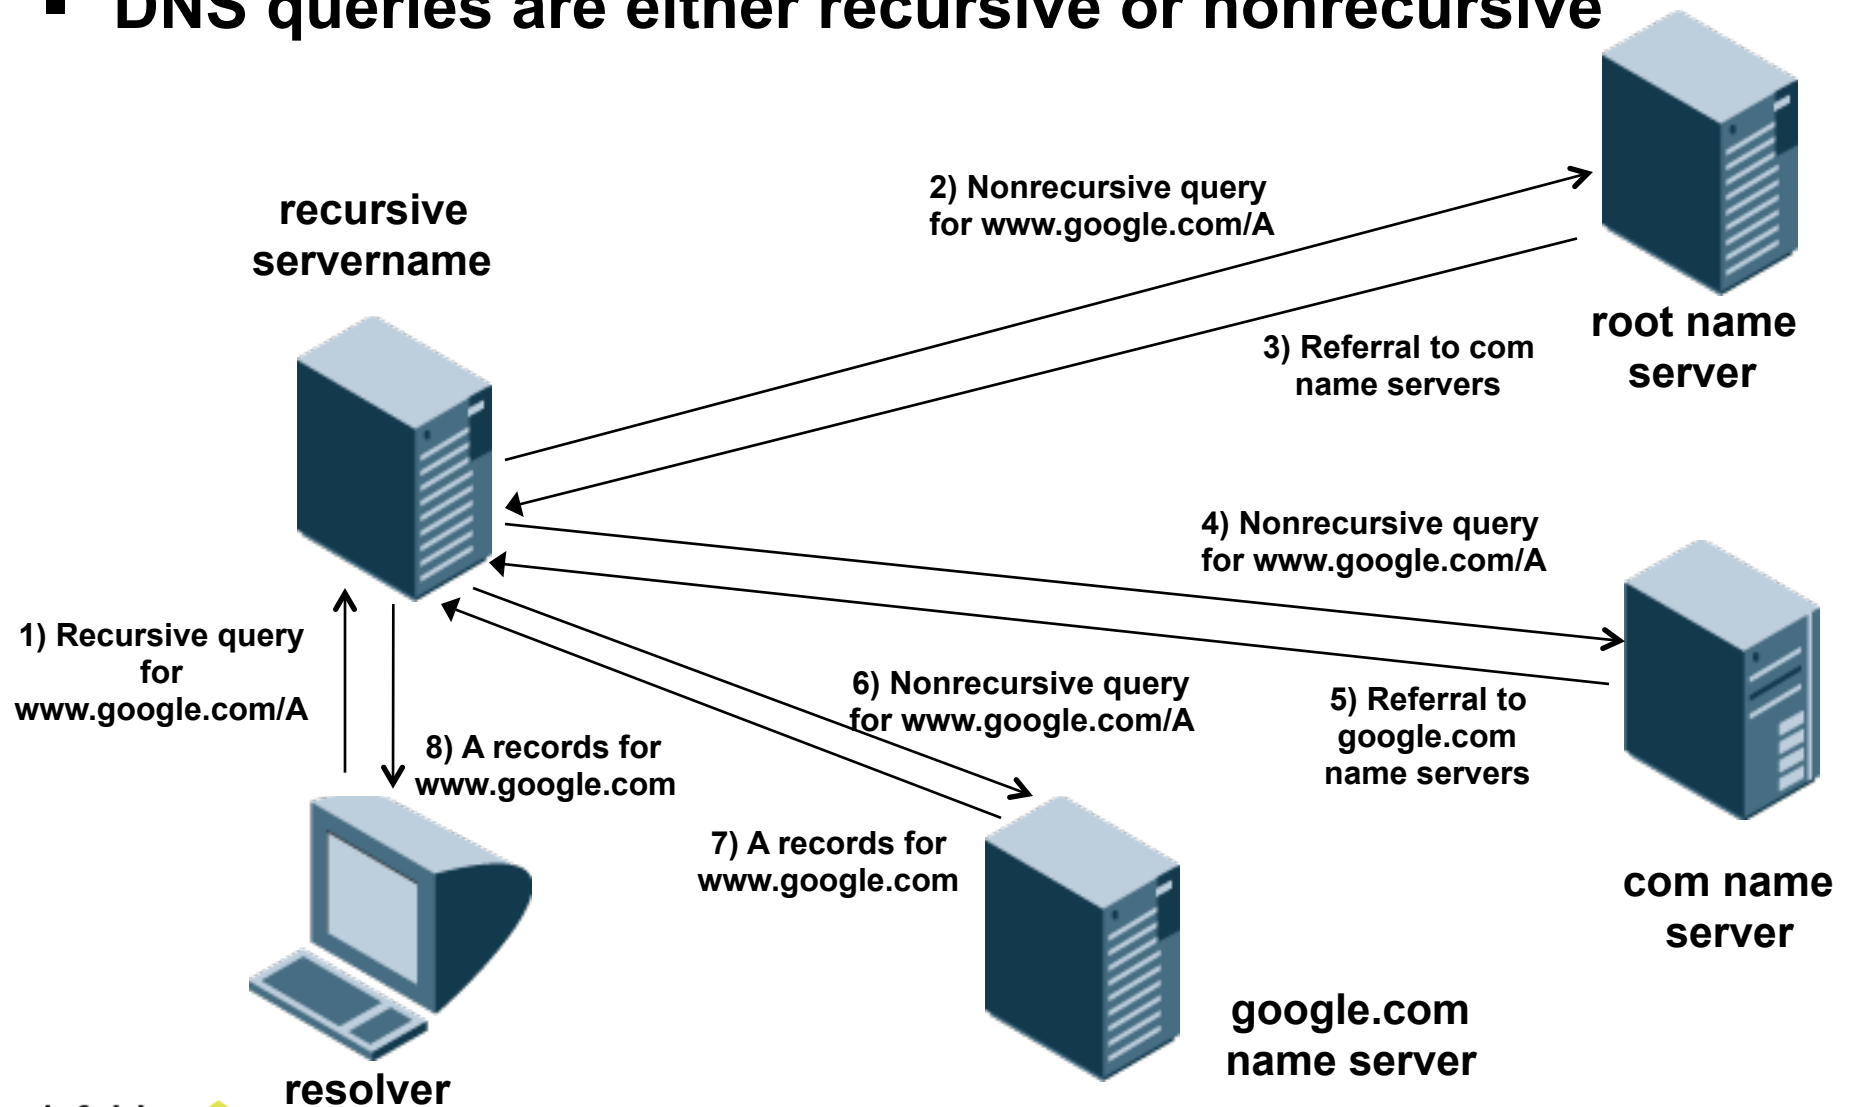 ▪ DNS queries are either recursive or nonrecursive
recursive
servername
2) Nonrecursive query
for www.google.com/A
root name
server
3) Referral to com
name servers
4) Nonrecursive query
for www.google.com/A
1) Recursive query
for
www.google.com/A
6) Nonrecursive query
for www.google.com/A
5) Referral to
google.com
name servers
8) A records for
www.google.com
7) A records for
www.google.com
com name
server
google.com
name server
resolver